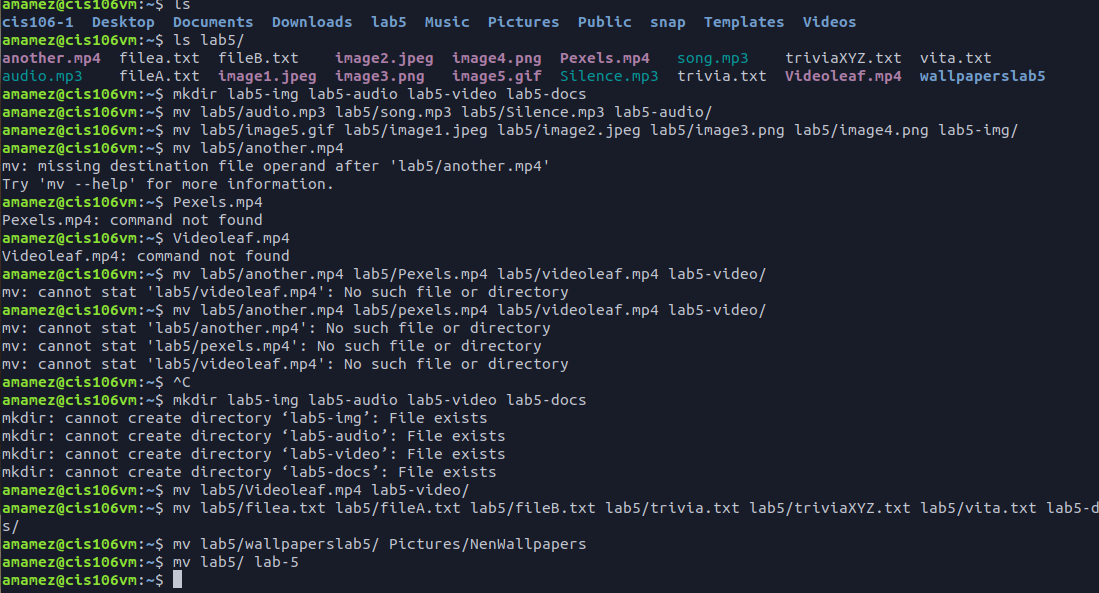 amamez@cis106vm:~$ ls
cis106-1  Desktop  Documents  Downloads  lab5  Music  Pictures  Public  snap  Templates  Videos
amamez@cis106vm:~$ ls lab5/
another.mp4  filea.txt  fileB.txt    image2.jpeg  image4.png  Pexels.mp4   song.mp3    triviaXYZ.txt  vita.txt
audio.mp3    fileA.txt  image1.jpeg  image3.png   image5.gif  Silence.mp3  trivia.txt  Videoleaf.mp4  wallpaperslab5
amamez@cis106vm:~$ mkdir lab5-img lab5-audio lab5-video lab5-docs
amamez@cis106vm:~$ mv lab5/audio.mp3 lab5/song.mp3 lab5/Silence.mp3 lab5-audio/
amamez@cis106vm:~$ mv lab5/image5.gif lab5/image1.jpeg lab5/image2.jpeg lab5/image3.png lab5/image4.png lab5-img/
amamez@cis106vm:~$ mv lab5/another.mp4
mv: missing destination file operand after 'lab5/another.mp4'
Try 'mv --help' for more information.
amamez@cis106vm:~$ Pexels.mp4
Pexels.mp4: command not found
amamez@cis106vm:~$ Videoleaf.mp4
Videoleaf.mp4: command not found
amamez@cis106vm:~$ mv lab5/another.mp4 lab5/Pexels.mp4 lab5/videoleaf.mp4 lab5-video/
mv: cannot stat 'lab5/videoleaf.mp4': No such file or directory
amamez@cis106vm:~$ mv lab5/another.mp4 lab5/pexels.mp4 lab5/videoleaf.mp4 lab5-video/
mv: cannot stat 'lab5/another.mp4': No such file or directory
mv: cannot stat 'lab5/pexels.mp4': No such file or directory
mv: cannot stat 'lab5/videoleaf.mp4': No such file or directory
amamez@cis106vm:~$ ^C
amamez@cis106vm:~$ mkdir lab5-img lab5-audio lab5-video lab5-docs
mkdir: cannot create directory ‘lab5-img’: File exists
mkdir: cannot create directory ‘lab5-audio’: File exists
mkdir: cannot create directory ‘lab5-video’: File exists
mkdir: cannot create directory ‘lab5-docs’: File exists
amamez@cis106vm:~$ mv lab5/Videoleaf.mp4 lab5-video/
amamez@cis106vm:~$ mv lab5/filea.txt lab5/fileA.txt lab5/fileB.txt lab5/trivia.txt lab5/triviaXYZ.txt lab5/vita.txt lab5-d
s/
amamez@cis106vm:~$ mv lab5/wallpaperslab5/ Pictures/NenWallpapers
amamez@cis106vm:~$ mv lab5/ lab-5
amamez@cis106vm:~$